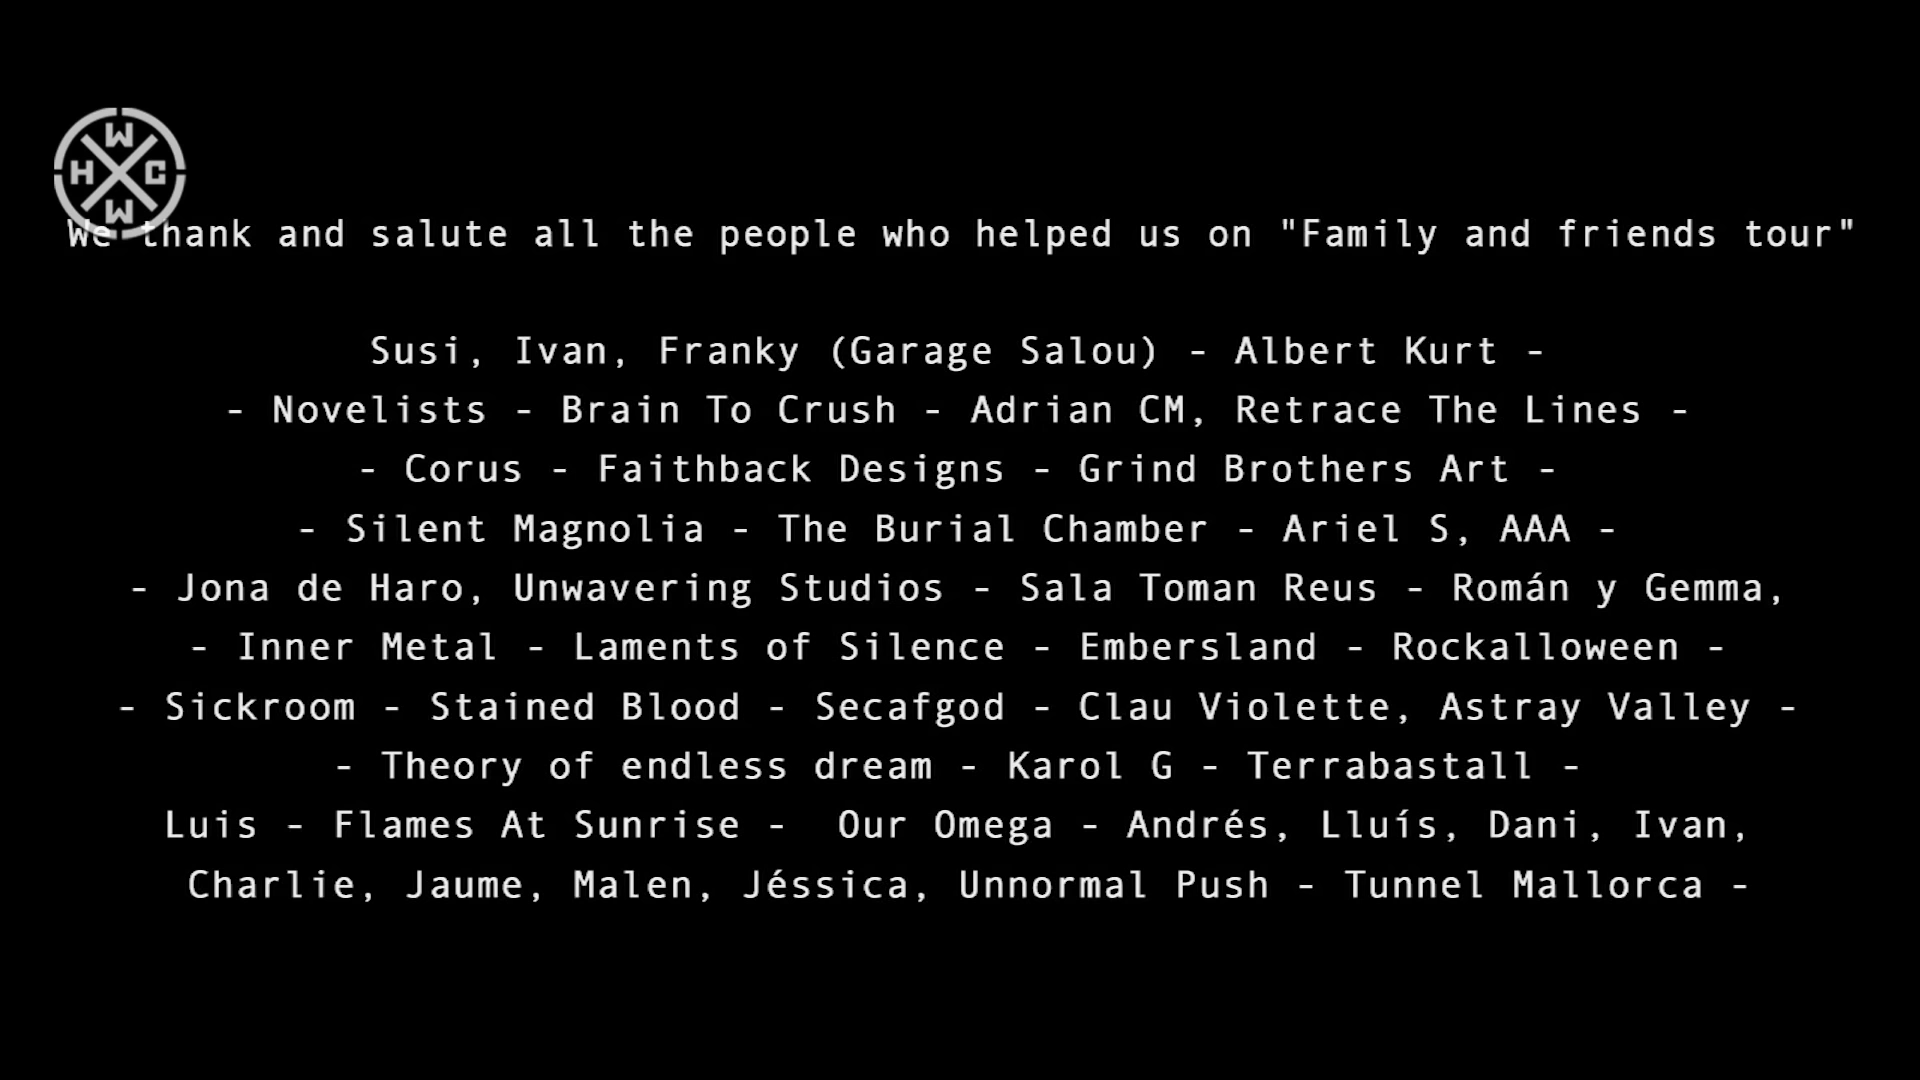 W
H C
W
We thank and salute all the people who helped us on "Family and friends tour"
Susi, Ivan, Franky (Garage Salou) - Albert Kurt -
- Novelists - Brain To Crush - Adrian CM, Retrace The Lines -
- Corus - Faithback Designs - Grind Brothers Art -
- Silent Magnolia - The Burial Chamber - Ariel S, AAA -
- Jona de Haro, Unwavering Studios - Sala Toman Reus - Román y Gemma,
- Inner Metal - Laments of Silence - Embersland - Rockalloween -
- Sickroom - Stained Blood - Secafgod - Clau Violette, Astray Valley -
- Theory of endless dream - Karol G - Terrabastall -
Luis - Flames At Sunrise -  Our Omega - Andrés, Lluís, Dani, Ivan,
Charlie, Jaume, Malen, Jéssica, Unnormal Push - Tunnel Mallorca -